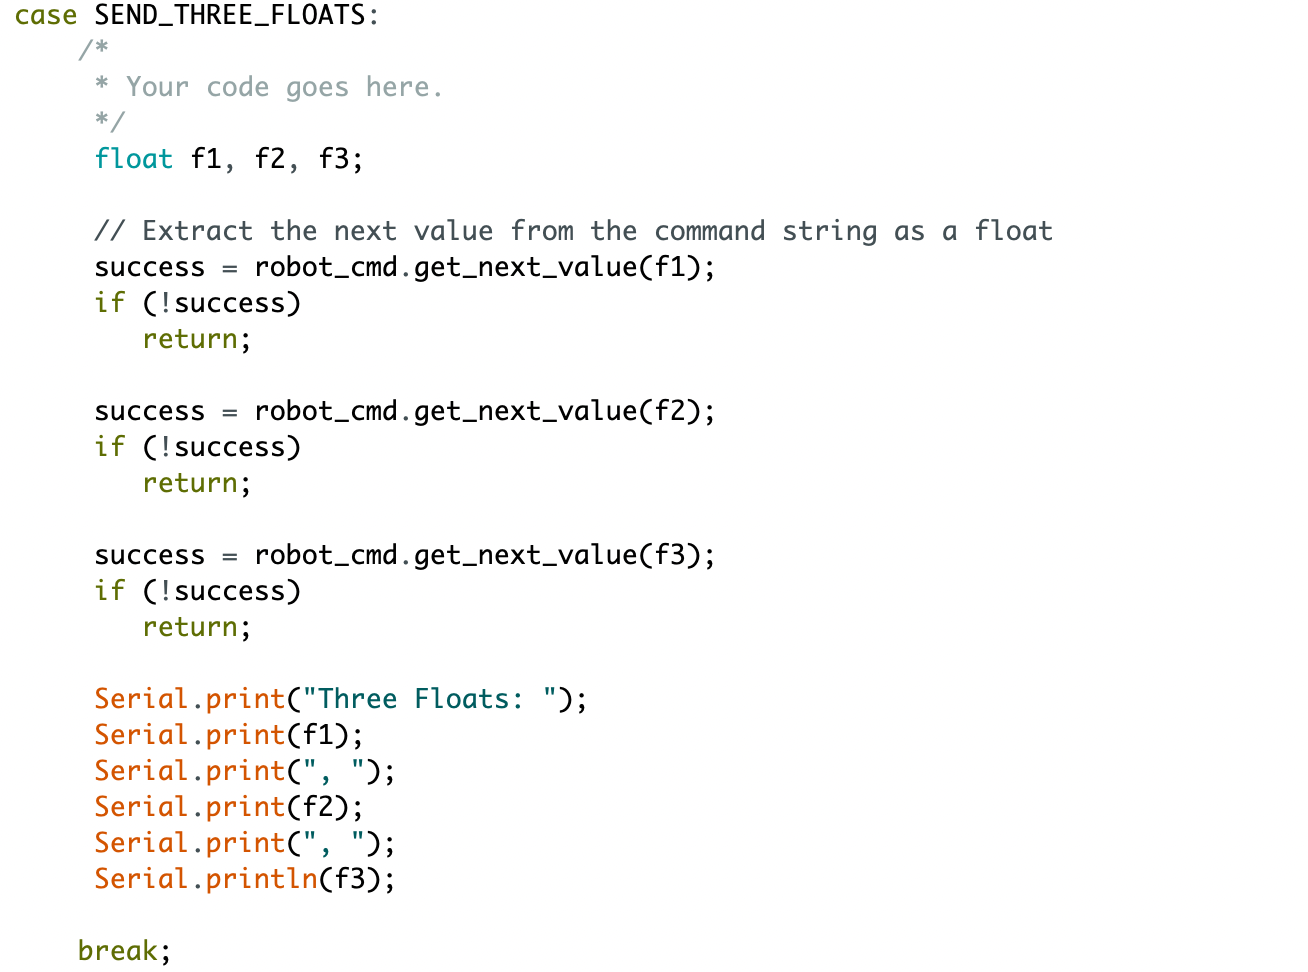 case SEND_THREE_FLOATS:
    /*
     * Your code goes here.
     */
     float f1, f2, f3;

     // Extract the next value from the command string as a float
     success = robot_cmd.get_next_value(f1);
     if (!success)
        return;

     success = robot_cmd.get_next_value(f2);
     if (!success)
        return;

     success = robot_cmd.get_next_value(f3);
     if (!success)
        return;

     Serial.print("Three Floats: ");
     Serial.print(f1);
     Serial.print(", ");
     Serial.print(f2);
     Serial.print(", ");
     Serial.println(f3);

    break;